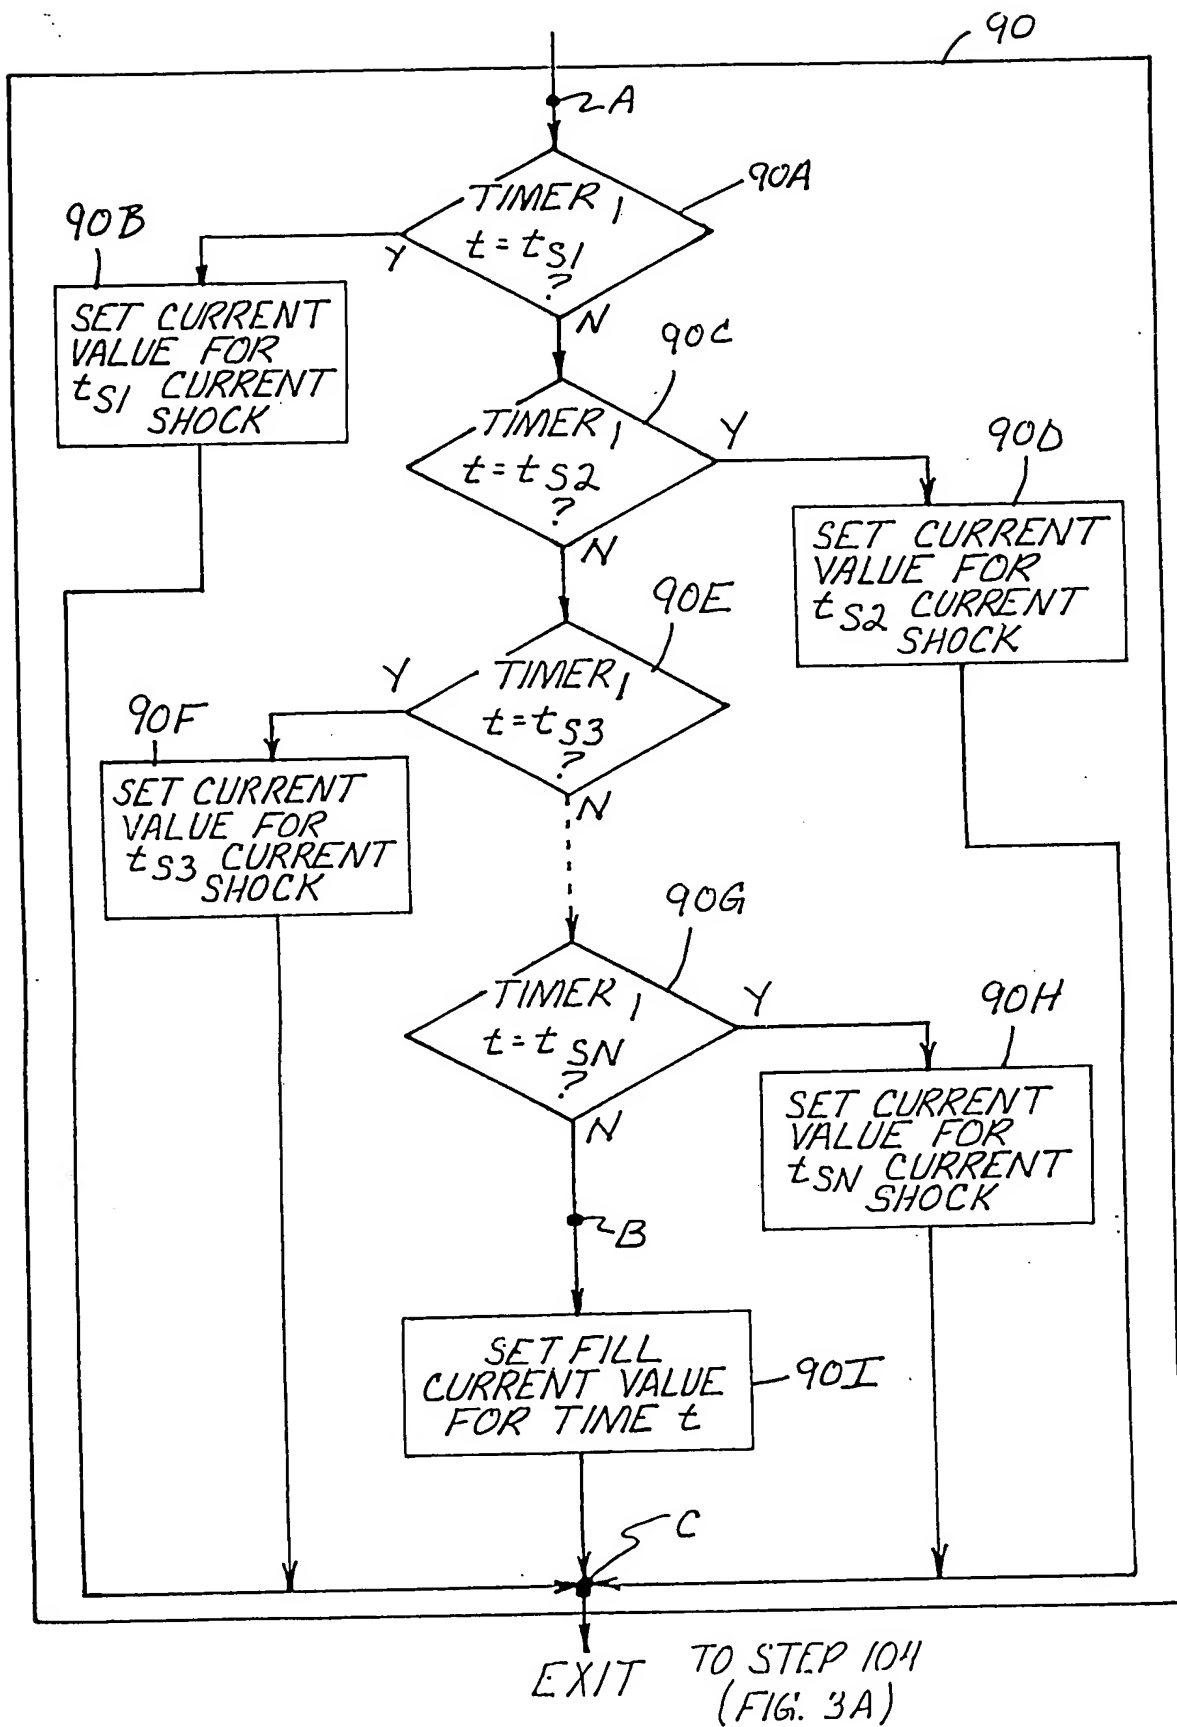 90
A
90A
TIMER 1
t = tS1
?
Y
N
90B
SET CURRENT
VALUE FOR
tS1 CURRENT
SHOCK
90C
TIMER 1
t = tS2
?
Y
N
90D
SET CURRENT
VALUE FOR
tS2 CURRENT
SHOCK
90E
TIMER 1
t = tS3
?
Y
N
90F
SET CURRENT
VALUE FOR
tS3 CURRENT
SHOCK
90G
TIMER 1
t = tSN
?
Y
N
90H
SET CURRENT
VALUE FOR
tSN CURRENT
SHOCK
B
SET FILL
CURRENT VALUE
FOR TIME t
90I
C
EXIT
TO STEP 104
(FIG. 3A)